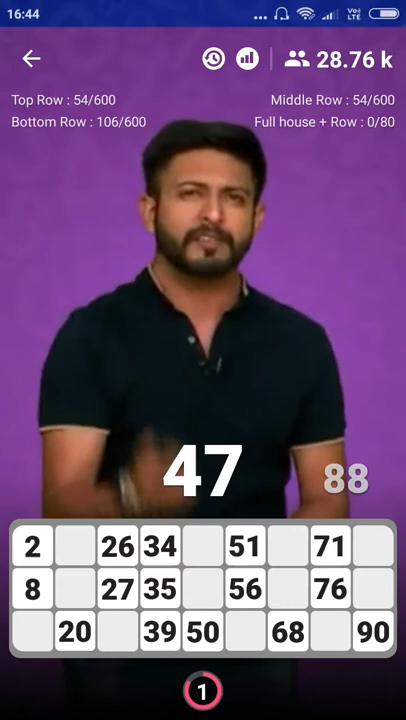 16:44
Vo) LTE
28.76 k
Top Row : 54/600
Middle Row : 54/600
Bottom Row : 106/600
Full house + Row : 0/80
47
88
2 26 34 51 71
8 27 35 56 76
20 39 50 68 90
1